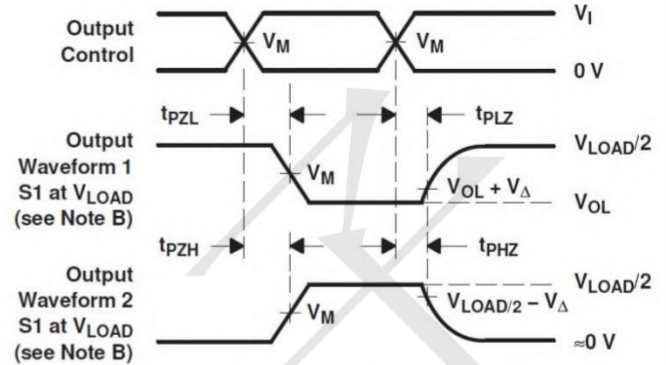 Output
Control
V_M
V_M
V_I
0 V
t_PZL
t_PLZ
Output
Waveform 1
S1 at V_LOAD
(see Note B)
V_M
V_OL + V_Δ
V_LOAD/2
V_OL
t_PZH
t_PHZ
Output
Waveform 2
S1 at V_LOAD
(see Note B)
V_M
V_LOAD/2 − V_Δ
V_LOAD/2
≈0 V